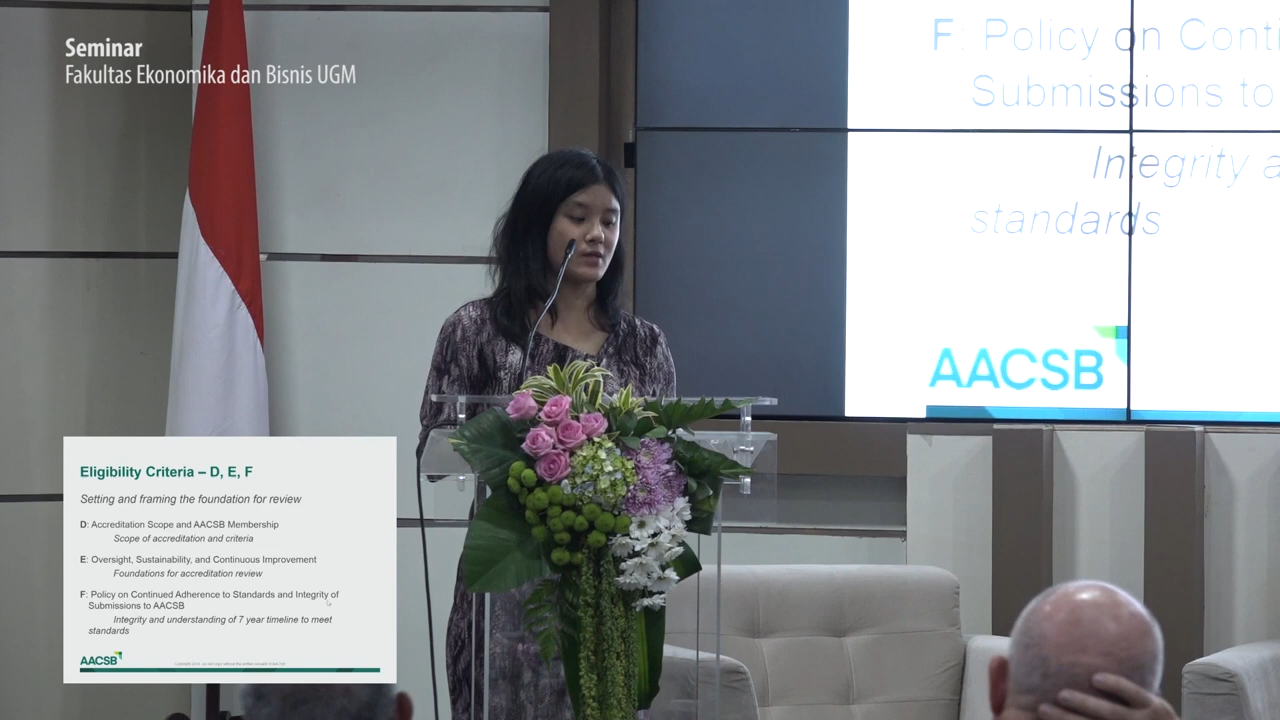 Seminar
Fakultas Ekonomika dan Bisnis UGM
F: Policy on Conti
Submissions to
Integrity a
standards
AACSB
Eligibility Criteria – D, E, F
Setting and framing the foundation for review
D: Accreditation Scope and AACSB Membership
Scope of accreditation and criteria
E: Oversight, Sustainability, and Continuous Improvement
Foundations for accreditation review
F: Policy on Continued Adherence to Standards and Integrity of
Submissions to AACSB
Integrity and understanding of 7 year timeline to meet
standards
AACSB